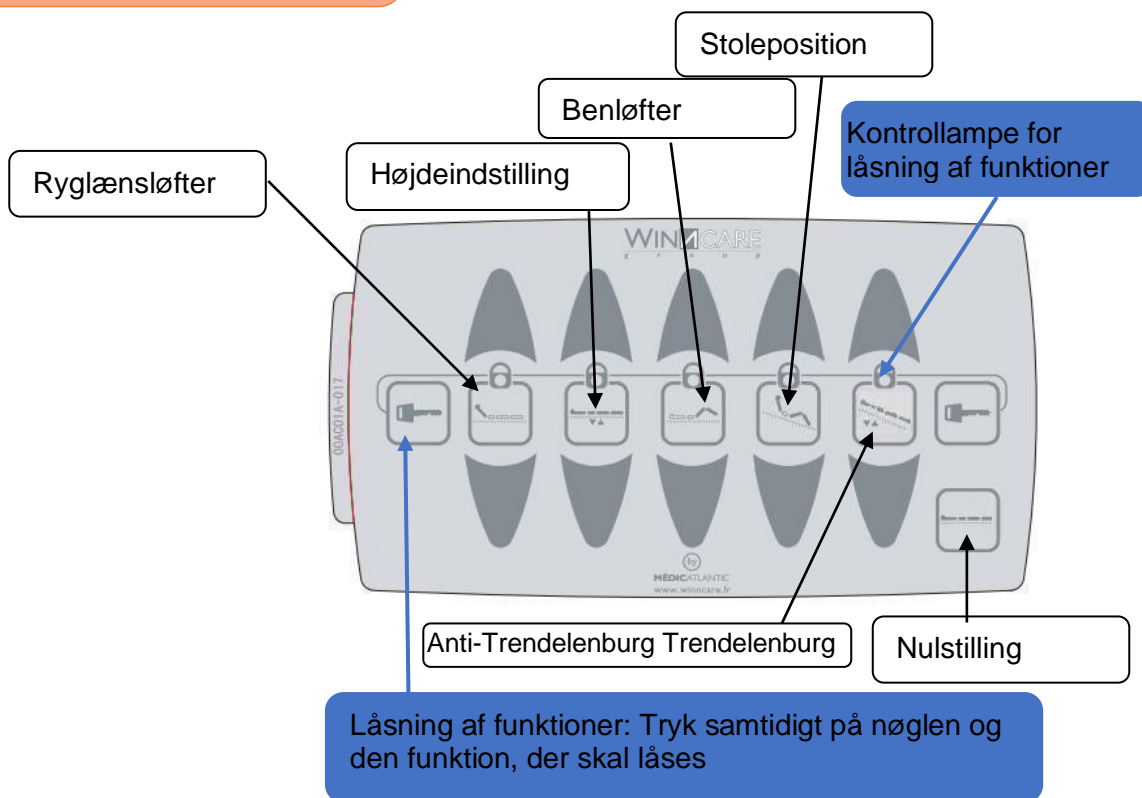 Stoleposition
Benløfter
Kontrollampe for
låsning af funktioner
Højdeindstilling
Ryglænsløfter
WINNCARE
group
00AC01A-017
by
MÉDICATLANTIC
www.winncare.fr
Anti-Trendelenburg Trendelenburg
Nulstilling
Låsning af funktioner: Tryk samtidigt på nøglen og
den funktion, der skal låses